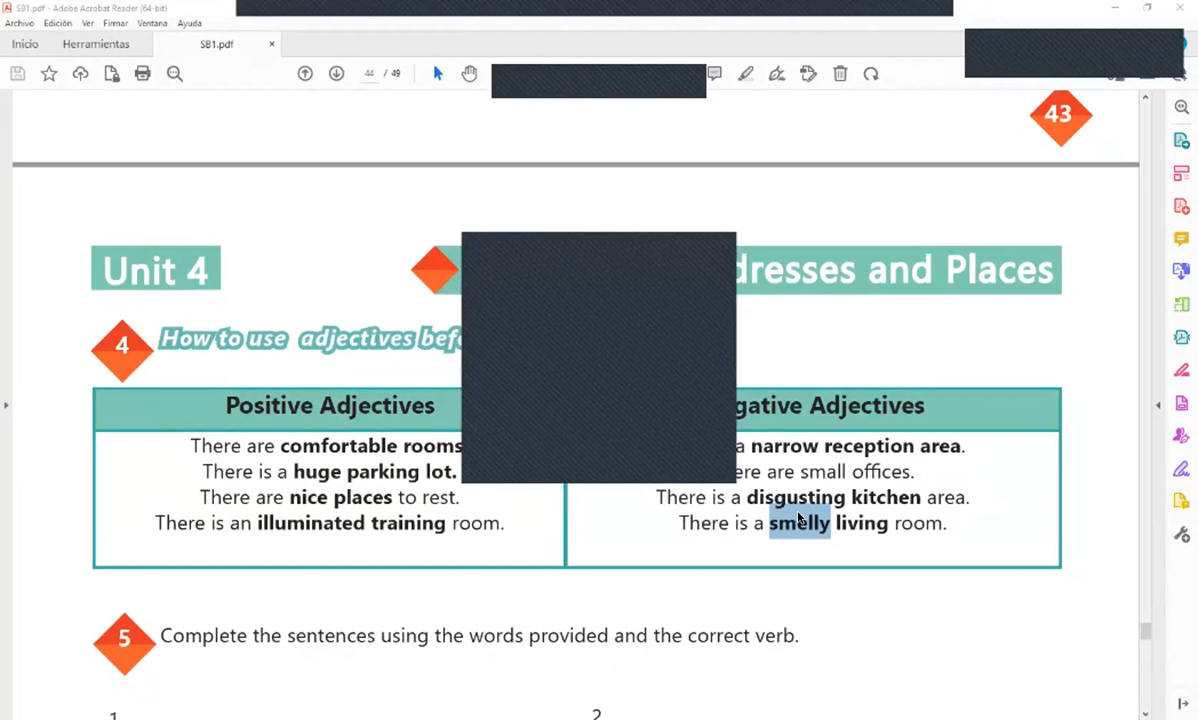 SB1.pdf - Adobe Acrobat Reader (64-bit)
Archivo Edición Ver Firmar Ventana Ayuda
Inicio Herramientas SB1.pdf ×
44 / 49
43
Unit 4
dresses and Places
4 How to use adjectives bef
Positive Adjectives
There are comfortable rooms
There is a huge parking lot.
There are nice places to rest.
There is an illuminated training room.
gative Adjectives
a narrow reception area.
ere are small offices.
There is a disgusting kitchen area.
There is a smelly living room.
5 Complete the sentences using the words provided and the correct verb.
1 2